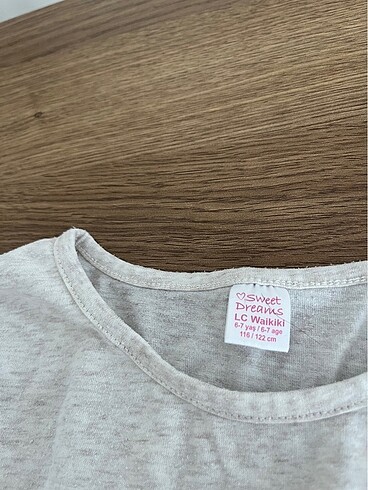 ♡Sweet
Dreams
LC Waikiki
6-7 yaş / 6-7 age
116 / 122 cm